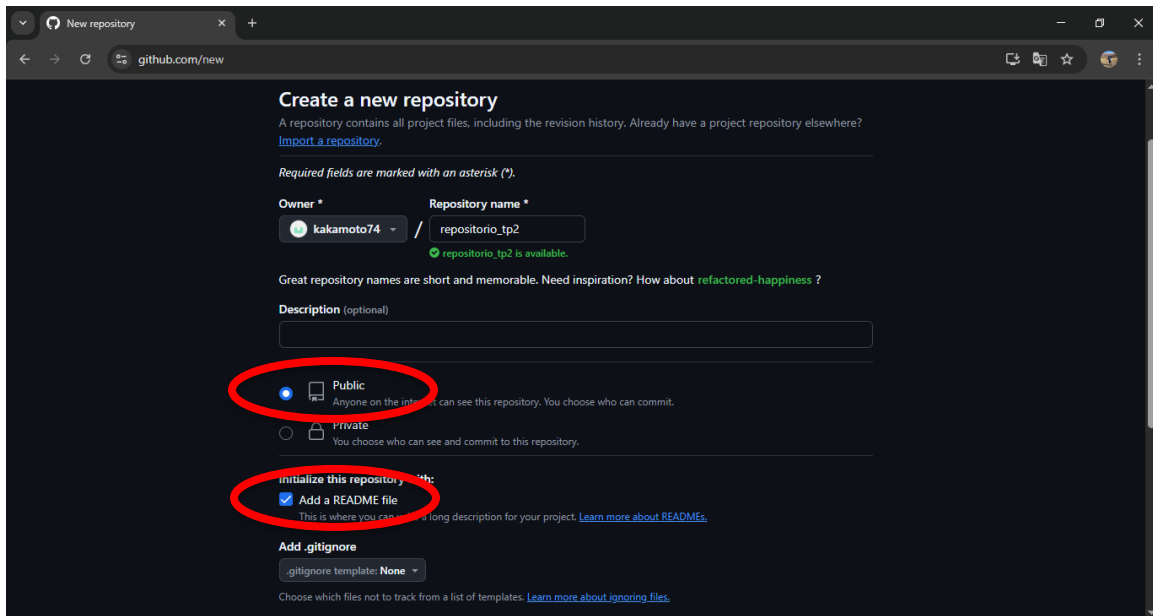 New repository
github.com/new
Create a new repository
A repository contains all project files, including the revision history. Already have a project repository elsewhere?
Import a repository.
Required fields are marked with an asterisk (*).
Owner * Repository name *
kakamoto74 / repositorio_tp2
repositorio_tp2 is available.
Great repository names are short and memorable. Need inspiration? How about refactored-happiness ?
Description (optional)
Public
Anyone on the internet can see this repository. You choose who can commit.
Private
You choose who can see and commit to this repository.
Initialize this repository with:
Add a README file
This is where you can write a long description for your project. Learn more about READMEs.
Add .gitignore
.gitignore template: None
Choose which files not to track from a list of templates. Learn more about ignoring files.